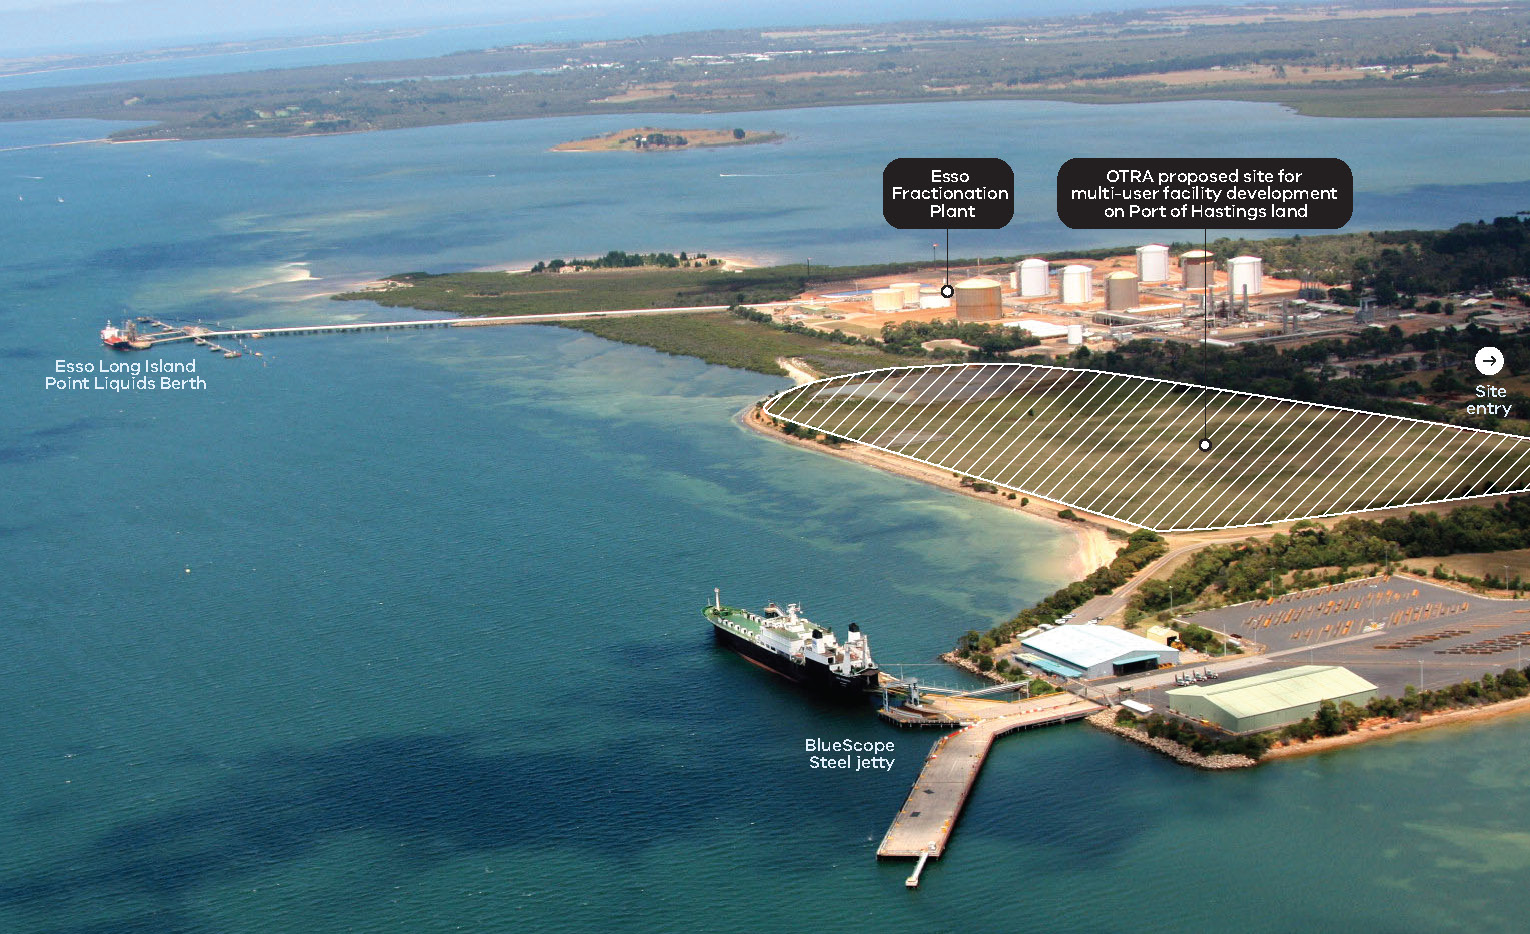 Esso
Fractionation
Plant
OTRA proposed site for
multi-user facility development
on Port of Hastings land
Esso Long Island
Point Liquids Berth
Site
entry
BlueScope
Steel jetty